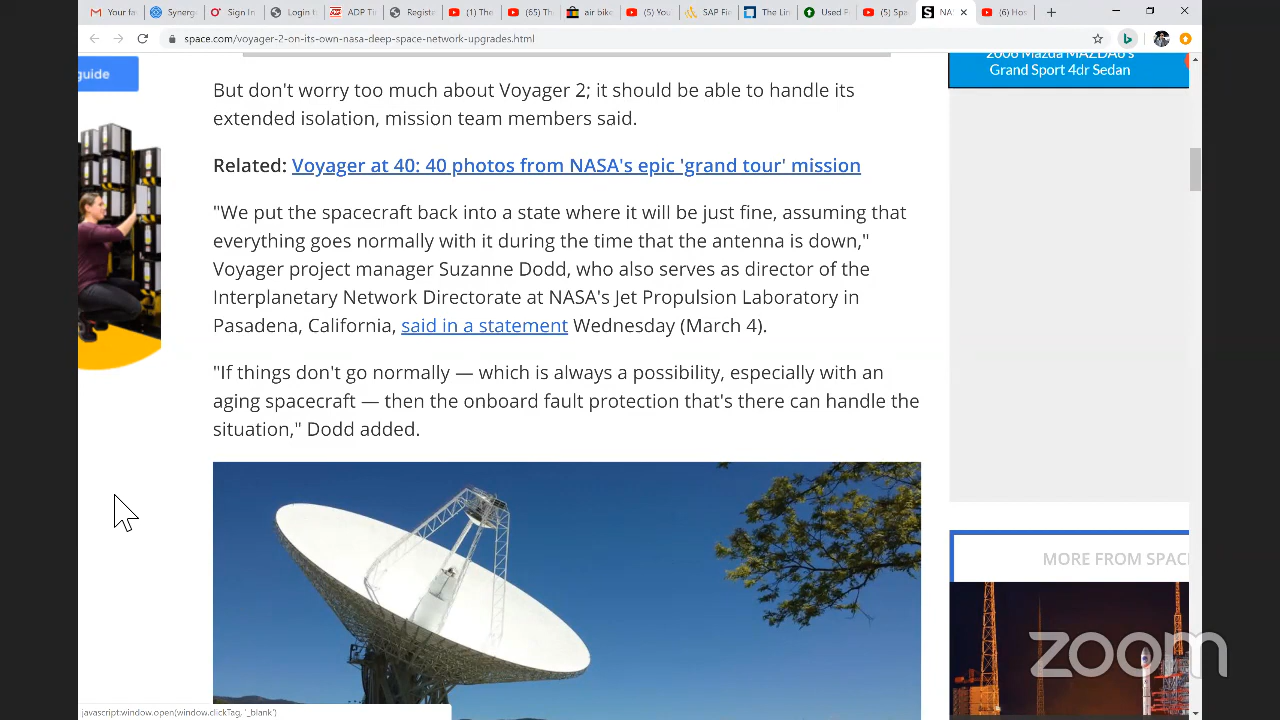 Your fa
Synerg
Sign In
Login t
ADP Ti
Registe
(1) The
(65) Th
air bike
(5) You
SAP Fi
The Lin
Used F
(5) Spa
NA
(6) Hos
space.com/voyager-2-on-its-own-nasa-deep-space-network-upgrades.html
guide
2006 Mazda MAZDA6 s
Grand Sport 4dr Sedan
But don't worry too much about Voyager 2; it should be able to handle its
extended isolation, mission team members said.
Related: Voyager at 40: 40 photos from NASA's epic 'grand tour' mission
"We put the spacecraft back into a state where it will be just fine, assuming that
everything goes normally with it during the time that the antenna is down,"
Voyager project manager Suzanne Dodd, who also serves as director of the
Interplanetary Network Directorate at NASA's Jet Propulsion Laboratory in
Pasadena, California, said in a statement Wednesday (March 4).
"If things don't go normally — which is always a possibility, especially with an
aging spacecraft — then the onboard fault protection that's there can handle the
situation," Dodd added.
MORE FROM SPAC
zoom
javascript:window.open(window.clickTag, '_blank')